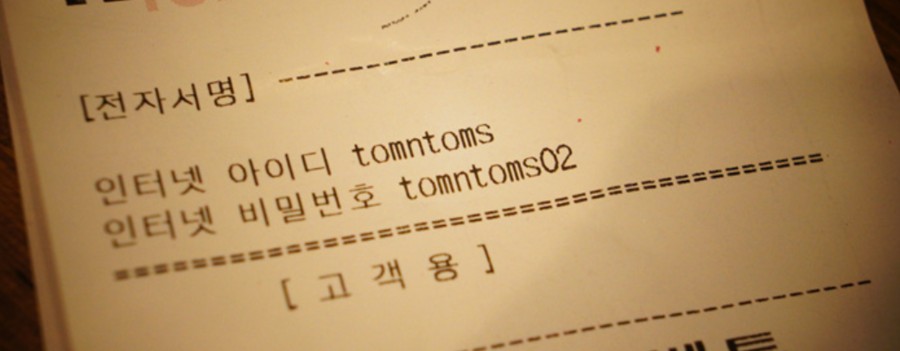 [전자서명]
인터넷 아이디 tomntoms
인터넷 비밀번호 tomntoms02
[ 고 객 용 ]